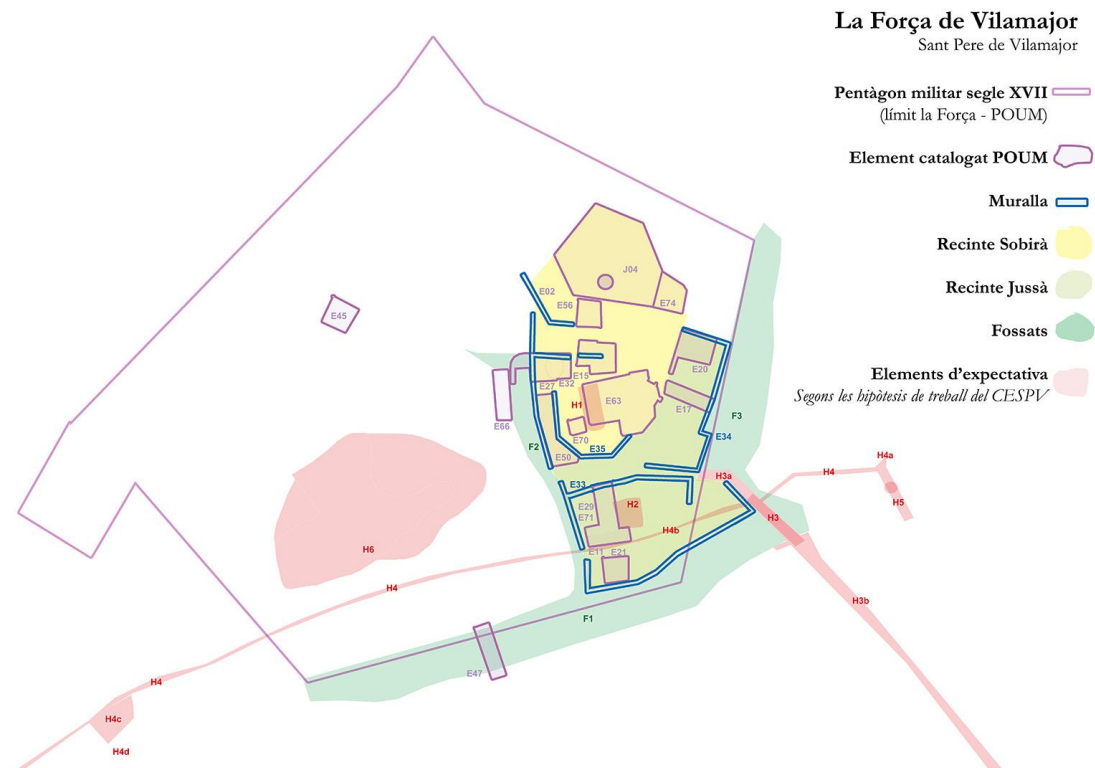 La Força de Vilamajor
Sant Pere de Vilamajor
Pentàgon militar segle XVII
(límit la Força - POUM)
Element catalogat POUM
Muralla
Recinte Sobirà
Recinte Jussà
Fossats
Elements d'expectativa
Segons les hipòtesis de treball del CESPV
J04
E02
E56
E74
E45
E20
E15
E27
E32
E63
E17
H1
E66
E70
F3
F2
E35
E34
E50
H3a
H4
H4a
E33
H5
E29
H2
E71
H3
H4b
E11
E21
H6
H4
H3b
F1
E47
H4
H4c
H4d